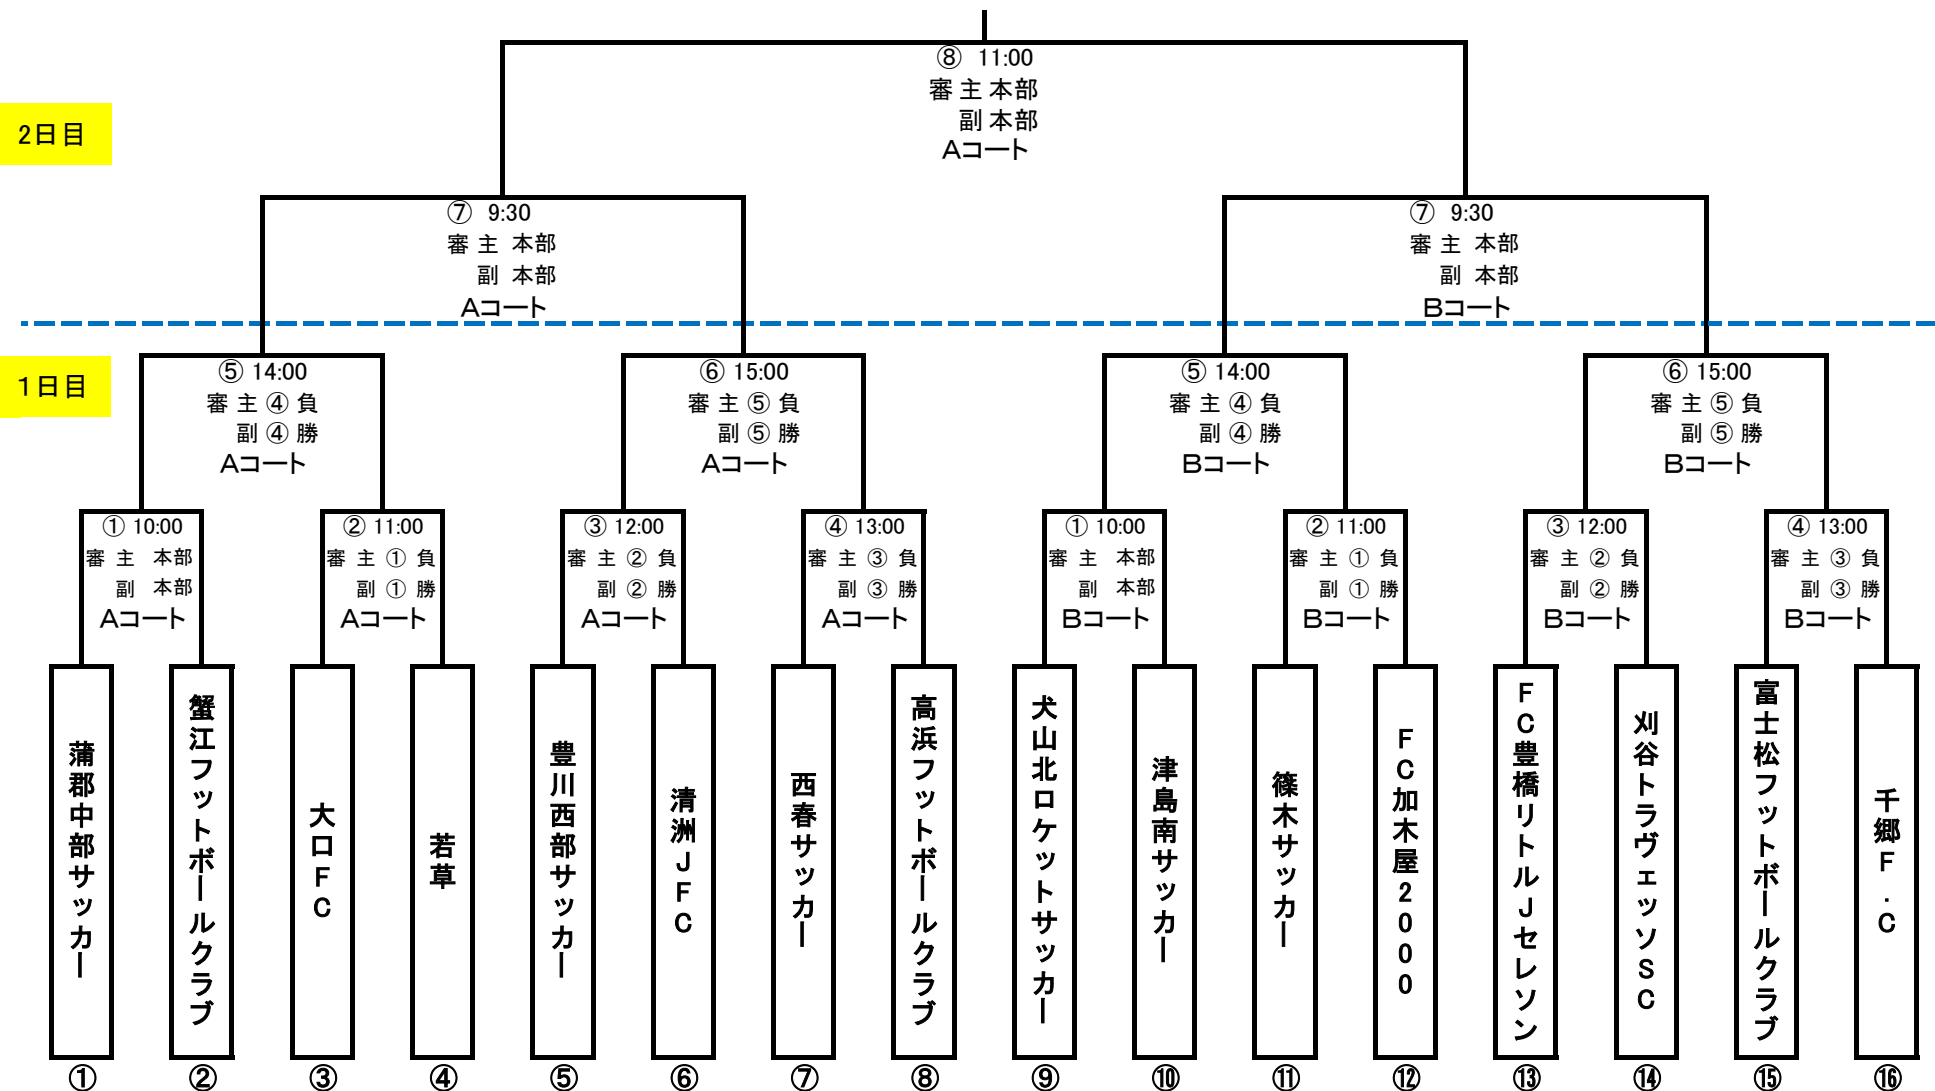 ⑧ 11:00
審 主 本部
副 本部
Aコート
2日目
⑦ 9:30
審 主 本部
副 本部
Aコート
⑦ 9:30
審 主 本部
副 本部
Bコート
1日目
⑤ 14:00
審 主 ④ 負
副 ④ 勝
Aコート
⑥ 15:00
審 主 ⑤ 負
副 ⑤ 勝
Aコート
⑤ 14:00
審 主 ④ 負
副 ④ 勝
Bコート
⑥ 15:00
審 主 ⑤ 負
副 ⑤ 勝
Bコート
① 10:00
審 主 本部
副 本部
Aコート
② 11:00
審 主 ① 負
副 ① 勝
Aコート
③ 12:00
審 主 ② 負
副 ② 勝
Aコート
④ 13:00
審 主 ③ 負
副 ③ 勝
Aコート
① 10:00
審 主 本部
副 本部
Bコート
② 11:00
審 主 ① 負
副 ① 勝
Bコート
③ 12:00
審 主 ② 負
副 ② 勝
Bコート
④ 13:00
審 主 ③ 負
副 ③ 勝
Bコート
蒲郡中部サッカー
蟹江フットボールクラブ
大口FC
若草
豊川西部サッカー
清洲JFC
西春サッカー
高浜フットボールクラブ
犬山北ロケットサッカー
津島南サッカー
篠木サッカー
FC加木屋2000
FC豊橋リトルJセレソン
刈谷トラヴェッソSC
富士松フットボールクラブ
千郷F.C
① ② ③ ④ ⑤ ⑥ ⑦ ⑧ ⑨ ⑩ ⑪ ⑫ ⑬ ⑭ ⑮ ⑯